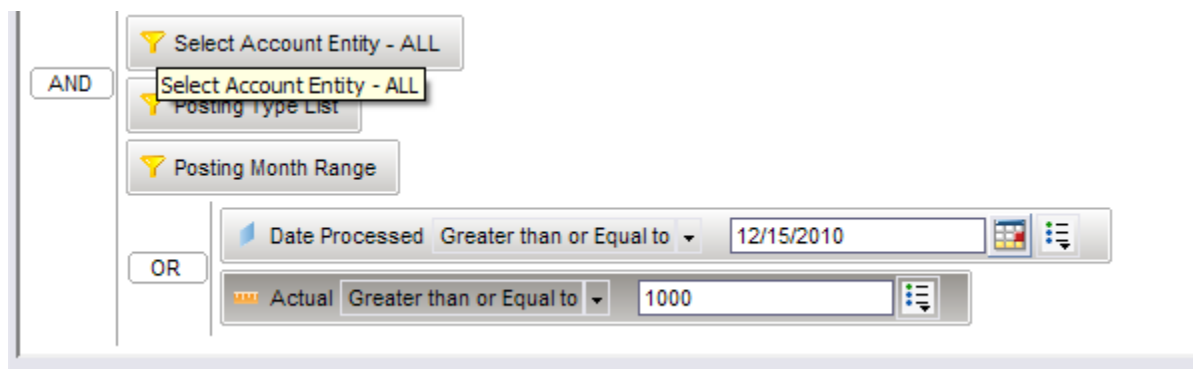 Select Account Entity - ALL
AND
Select Account Entity - ALL
Posting Type List
Posting Month Range
Date Processed Greater than or Equal to 12/15/2010
OR
Actual Greater than or Equal to 1000